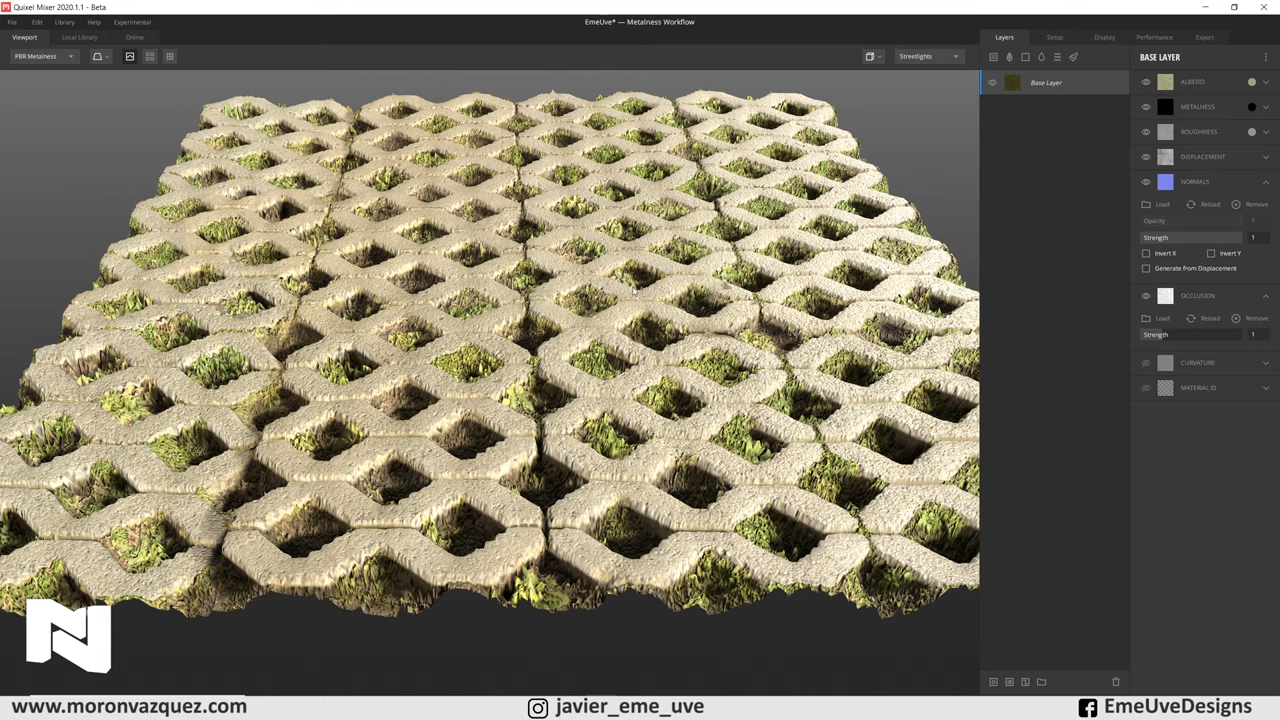 Quixel Mixer 2020.1.1 - Beta
File Edit Library Help Experimental
EmeUve* — Metalness Workflow
Viewport Local Library Online
Layers Setup Display Performance Export
PBR Metalness
Streetlights
BASE LAYER
Base Layer
ALBEDO
METALNESS
ROUGHNESS
DISPLACEMENT
NORMALS
Load Reload Remove
Opacity 1
Strength 1
Invert X Invert Y
Generate from Displacement
OCCLUSION
Load Reload Remove
Strength 1
CURVATURE
MATERIAL ID
N
www.moronvazquez.com
javier_eme_uve
EmeUveDesigns